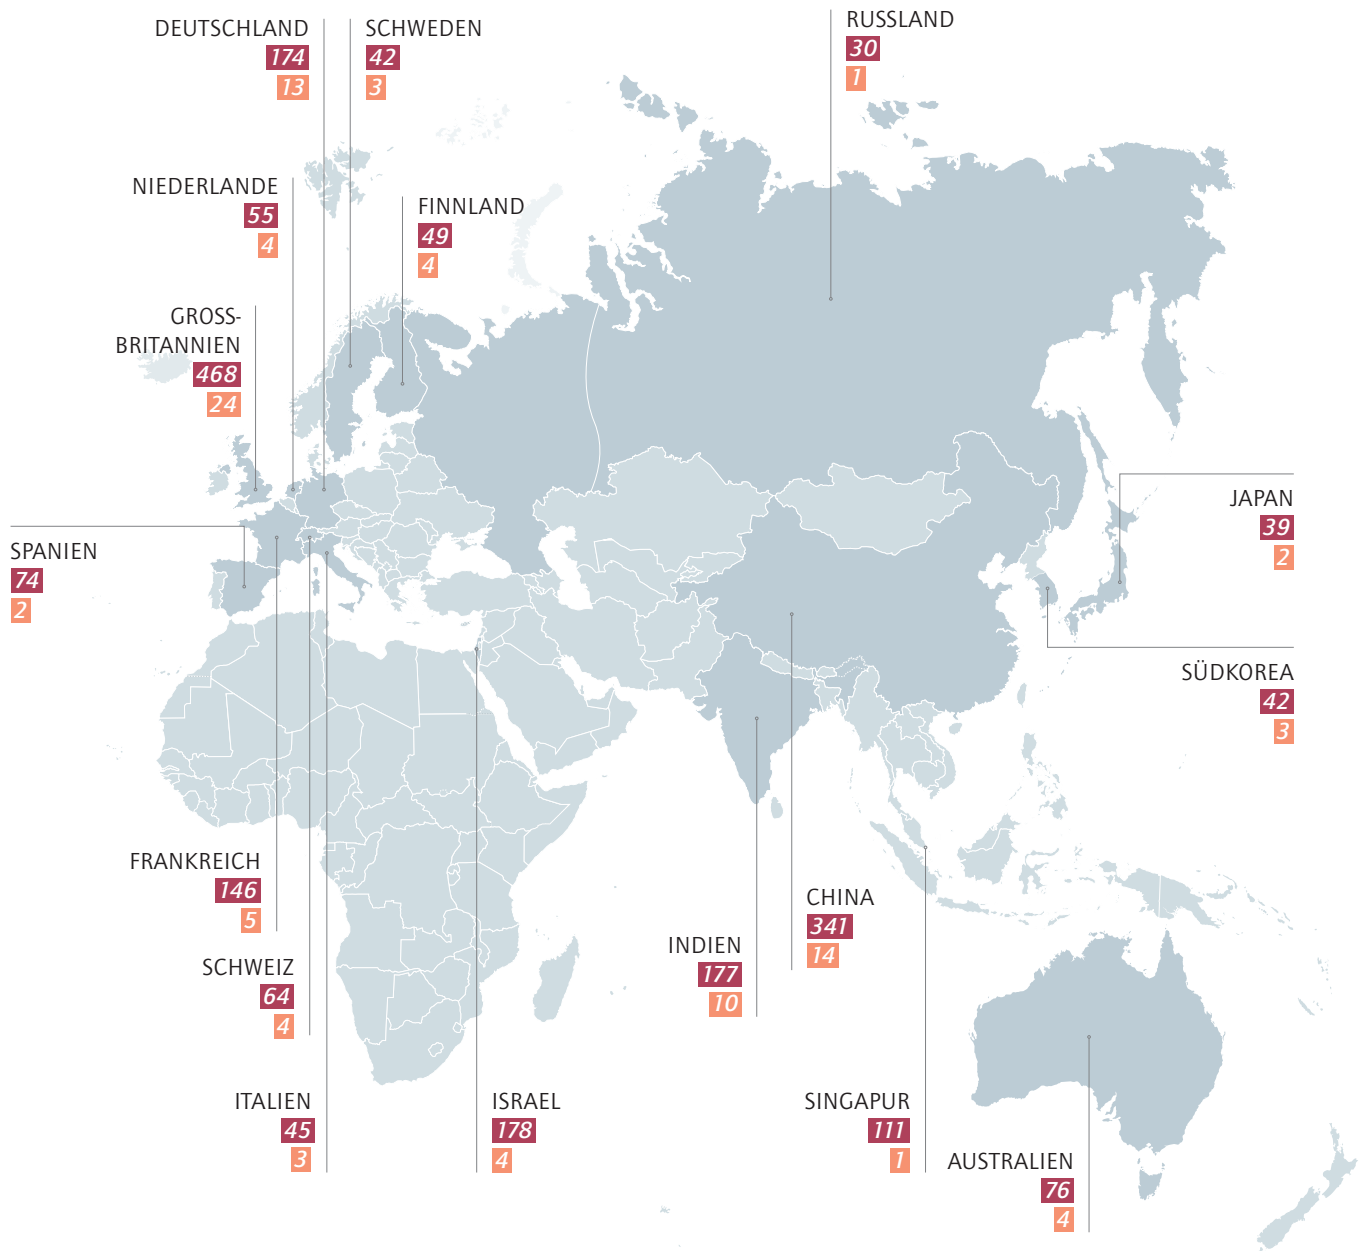 DEUTSCHLAND
174
13
SCHWEDEN
42
3
RUSSLAND
30
1
NIEDERLANDE
55
4
FINNLAND
49
4
GROSS-
BRITANNIEN
468
24
JAPAN
39
2
SPANIEN
74
2
SÜDKOREA
42
3
FRANKREICH
146
5
CHINA
341
14
INDIEN
177
10
SCHWEIZ
64
4
ITALIEN
45
3
ISRAEL
178
4
SINGAPUR
111
1
AUSTRALIEN
76
4